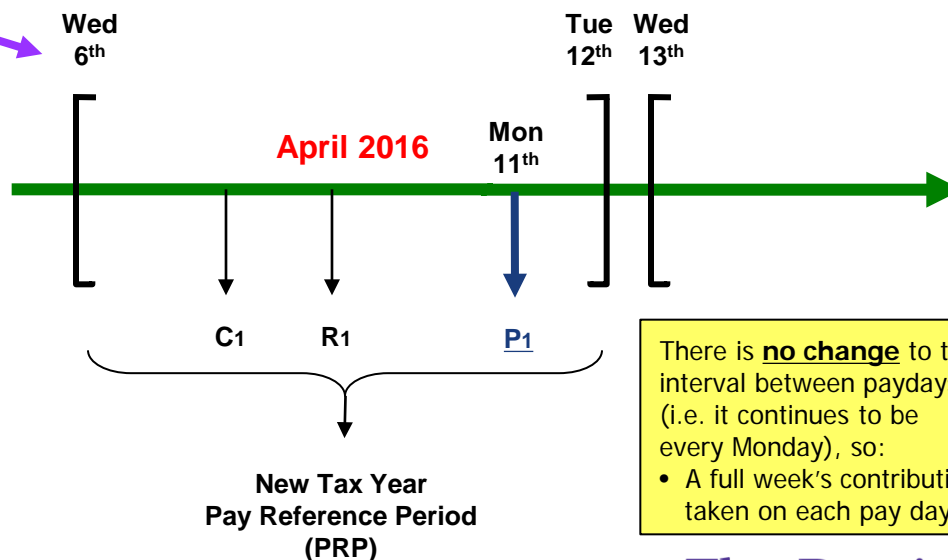 Wed
6th
Tue Wed
12th 13th
April 2016
Mon
11th
C1 R1 P1
There is no change to
interval between
(i.e. it continues to be
every Monday), so:
• A full week's
taken on each pay day
New Tax Year
Pay Reference Period
(PRP)